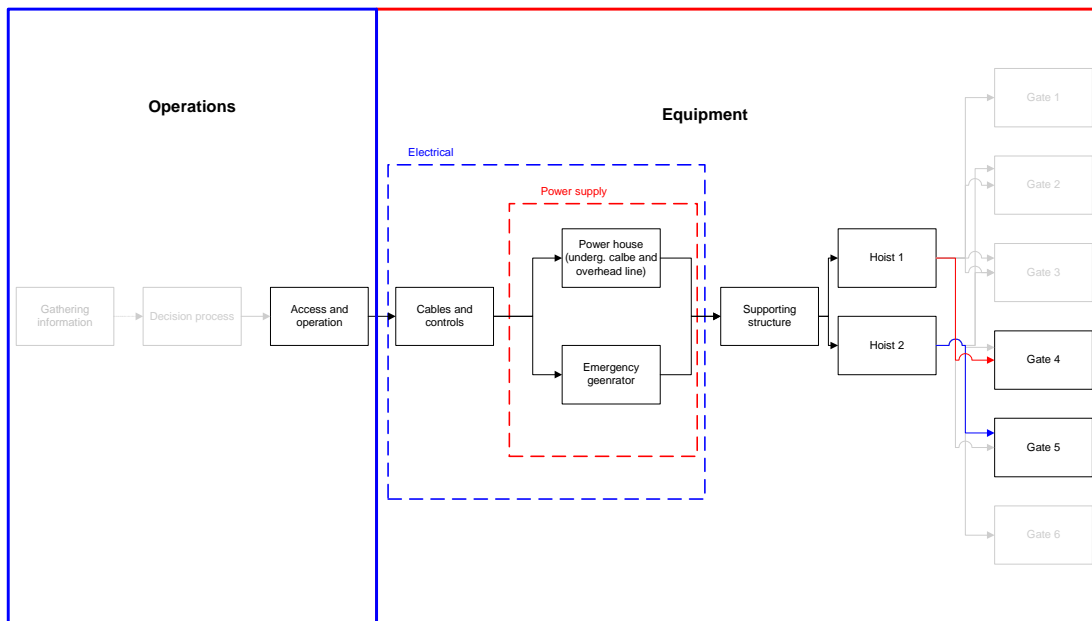 Operations
Equipment
Electrical
Power supply
Gathering
information
Decision process
Access and
operation
Cables and
controls
Power house
(underg. calbe and
overhead line)
Emergency
geenrator
Supporting
structure
Hoist 1
Hoist 2
Gate 1
Gate 2
Gate 3
Gate 4
Gate 5
Gate 6